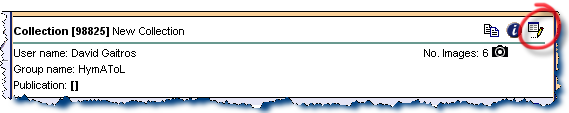 Collection [98825] New Collection
User name: David Gaitros
No. Images: 6
Group name: HymAToL
Publication: []